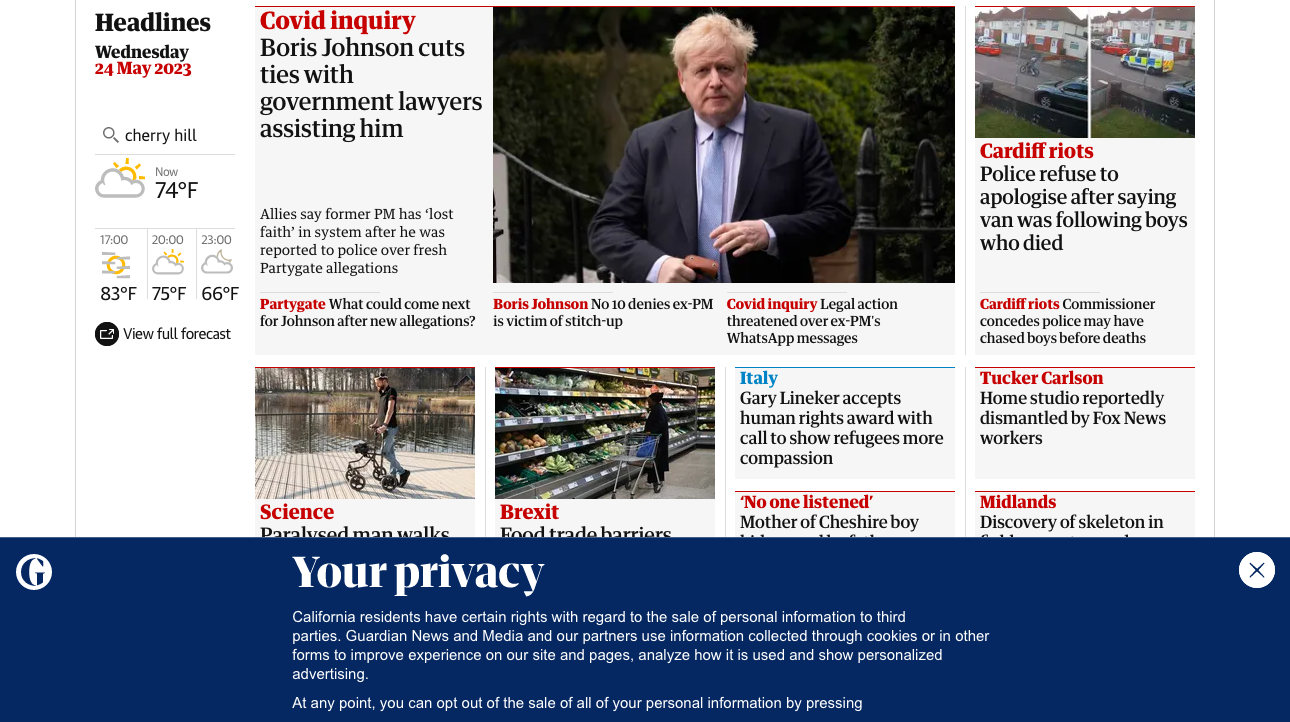 Headlines
Wednesday
24 May 2023
cherry hill
Now
74°F
17:00
20:00
23:00
83°F
75°F
66°F
View full forecast
Covid inquiry
Boris Johnson cuts
ties with
government lawyers
assisting him
Allies say former PM has ‘lost
faith’ in system after he was
reported to police over fresh
Partygate allegations
Partygate What could come next
for Johnson after new allegations?
Boris Johnson No 10 denies ex-PM
is victim of stitch-up
Covid inquiry Legal action
threatened over ex-PM's
WhatsApp messages
Cardiff riots
Police refuse to
apologise after saying
van was following boys
who died
Cardiff riots Commissioner
concedes police may have
chased boys before deaths
Science
Paralysed man walks
Brexit
Food trade barriers
Italy
Gary Lineker accepts
human rights award with
call to show refugees more
compassion
‘No one listened’
Mother of Cheshire boy
Tucker Carlson
Home studio reportedly
dismantled by Fox News
workers
Midlands
Discovery of skeleton in
Your privacy
California residents have certain rights with regard to the sale of personal information to third
parties. Guardian News and Media and our partners use information collected through cookies or in other
forms to improve experience on our site and pages, analyze how it is used and show personalized
advertising.
At any point, you can opt out of the sale of all of your personal information by pressing